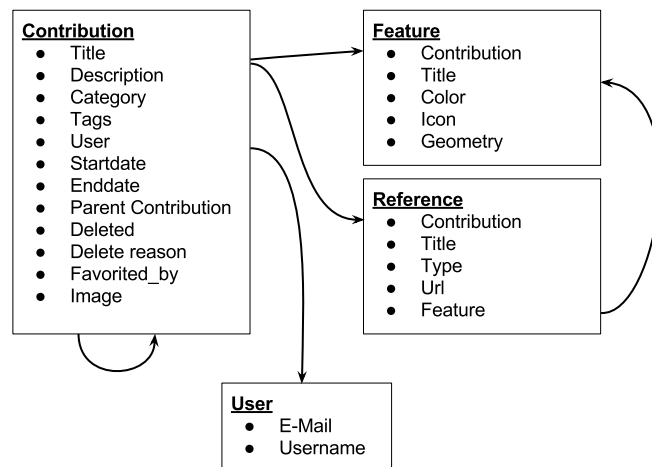 Contribution
● Title
● Description
● Category
● Tags
● User
● Startdate
● Enddate
● Parent Contribution
● Deleted
● Delete reason
● Favorited_by
● Image
Feature
● Contribution
● Title
● Color
● Icon
● Geometry
Reference
● Contribution
● Title
● Type
● Url
● Feature
User
● E-Mail
● Username